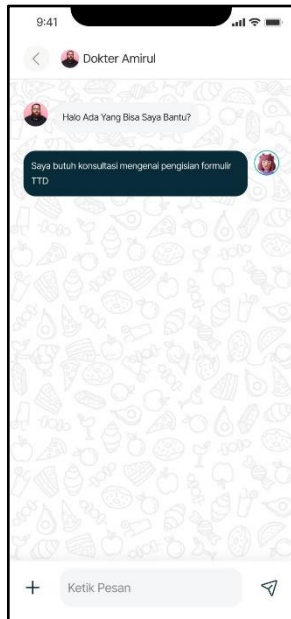 9:41
Dokter Amirul
Halo Ada Yang Bisa Saya Bantu?
Saya butuh konsultasi mengenai pengisian formulir
TTD
Ketik Pesan